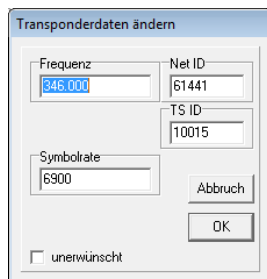 Transponderdaten ändern
Frequenz
346.000
Net ID
61441
TS ID
10015
Symbolrate
6900
Abbruch
OK
unerwünscht